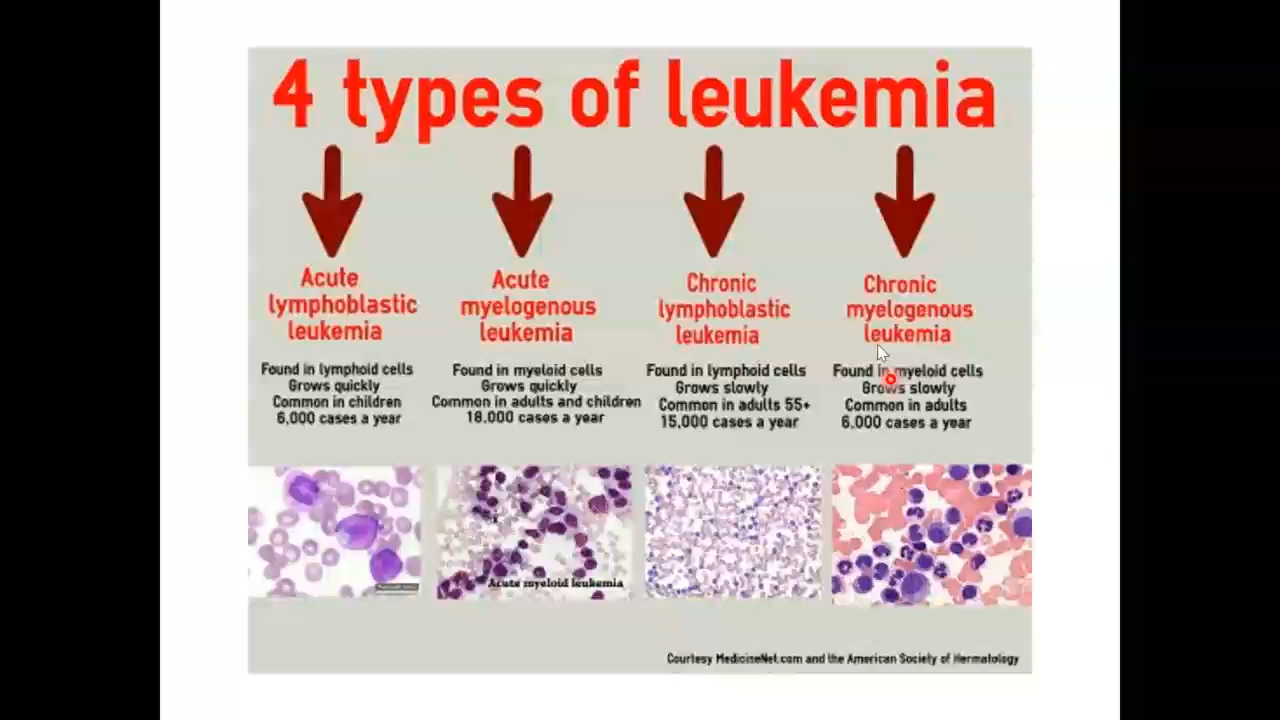 4 types of leukemia
Acute
lymphoblastic
leukemia
Found in lymphoid cells
Grows quickly
Common in children
6,000 cases a year
Acute
myelogenous
leukemia
Found in myeloid cells
Grows quickly
Common in adults and children
18,000 cases a year
Acute myeloid leukemia
Chronic
lymphoblastic
leukemia
Found in lymphoid cells
Grows slowly
Common in adults 55+
15,000 cases a year
Chronic
myelogenous
leukemia
Found in myeloid cells
Grows slowly
Common in adults
6,000 cases a year
Courtesy MedicineNet.com and the American Society of Hermatology